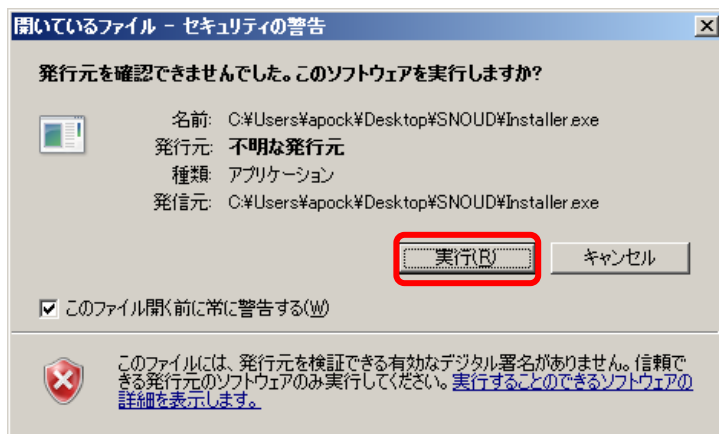 開いているファイル - セキュリティの警告
発行元を確認できませんでした。このソフトウェアを実行しますか?
名前: C:¥Users¥apock¥Desktop¥SNOUD¥Installer.exe
発行元: 不明な発行元
種類: アプリケーション
発信元: C:¥Users¥apock¥Desktop¥SNOUD¥Installer.exe
実行(R) キャンセル
このファイル開く前に常に警告する(W)
このファイルには、発行元を検証できる有効なデジタル署名がありません。信頼で
きる発行元のソフトウェアのみ実行してください。実行することのできるソフトウェアの
詳細を表示します。